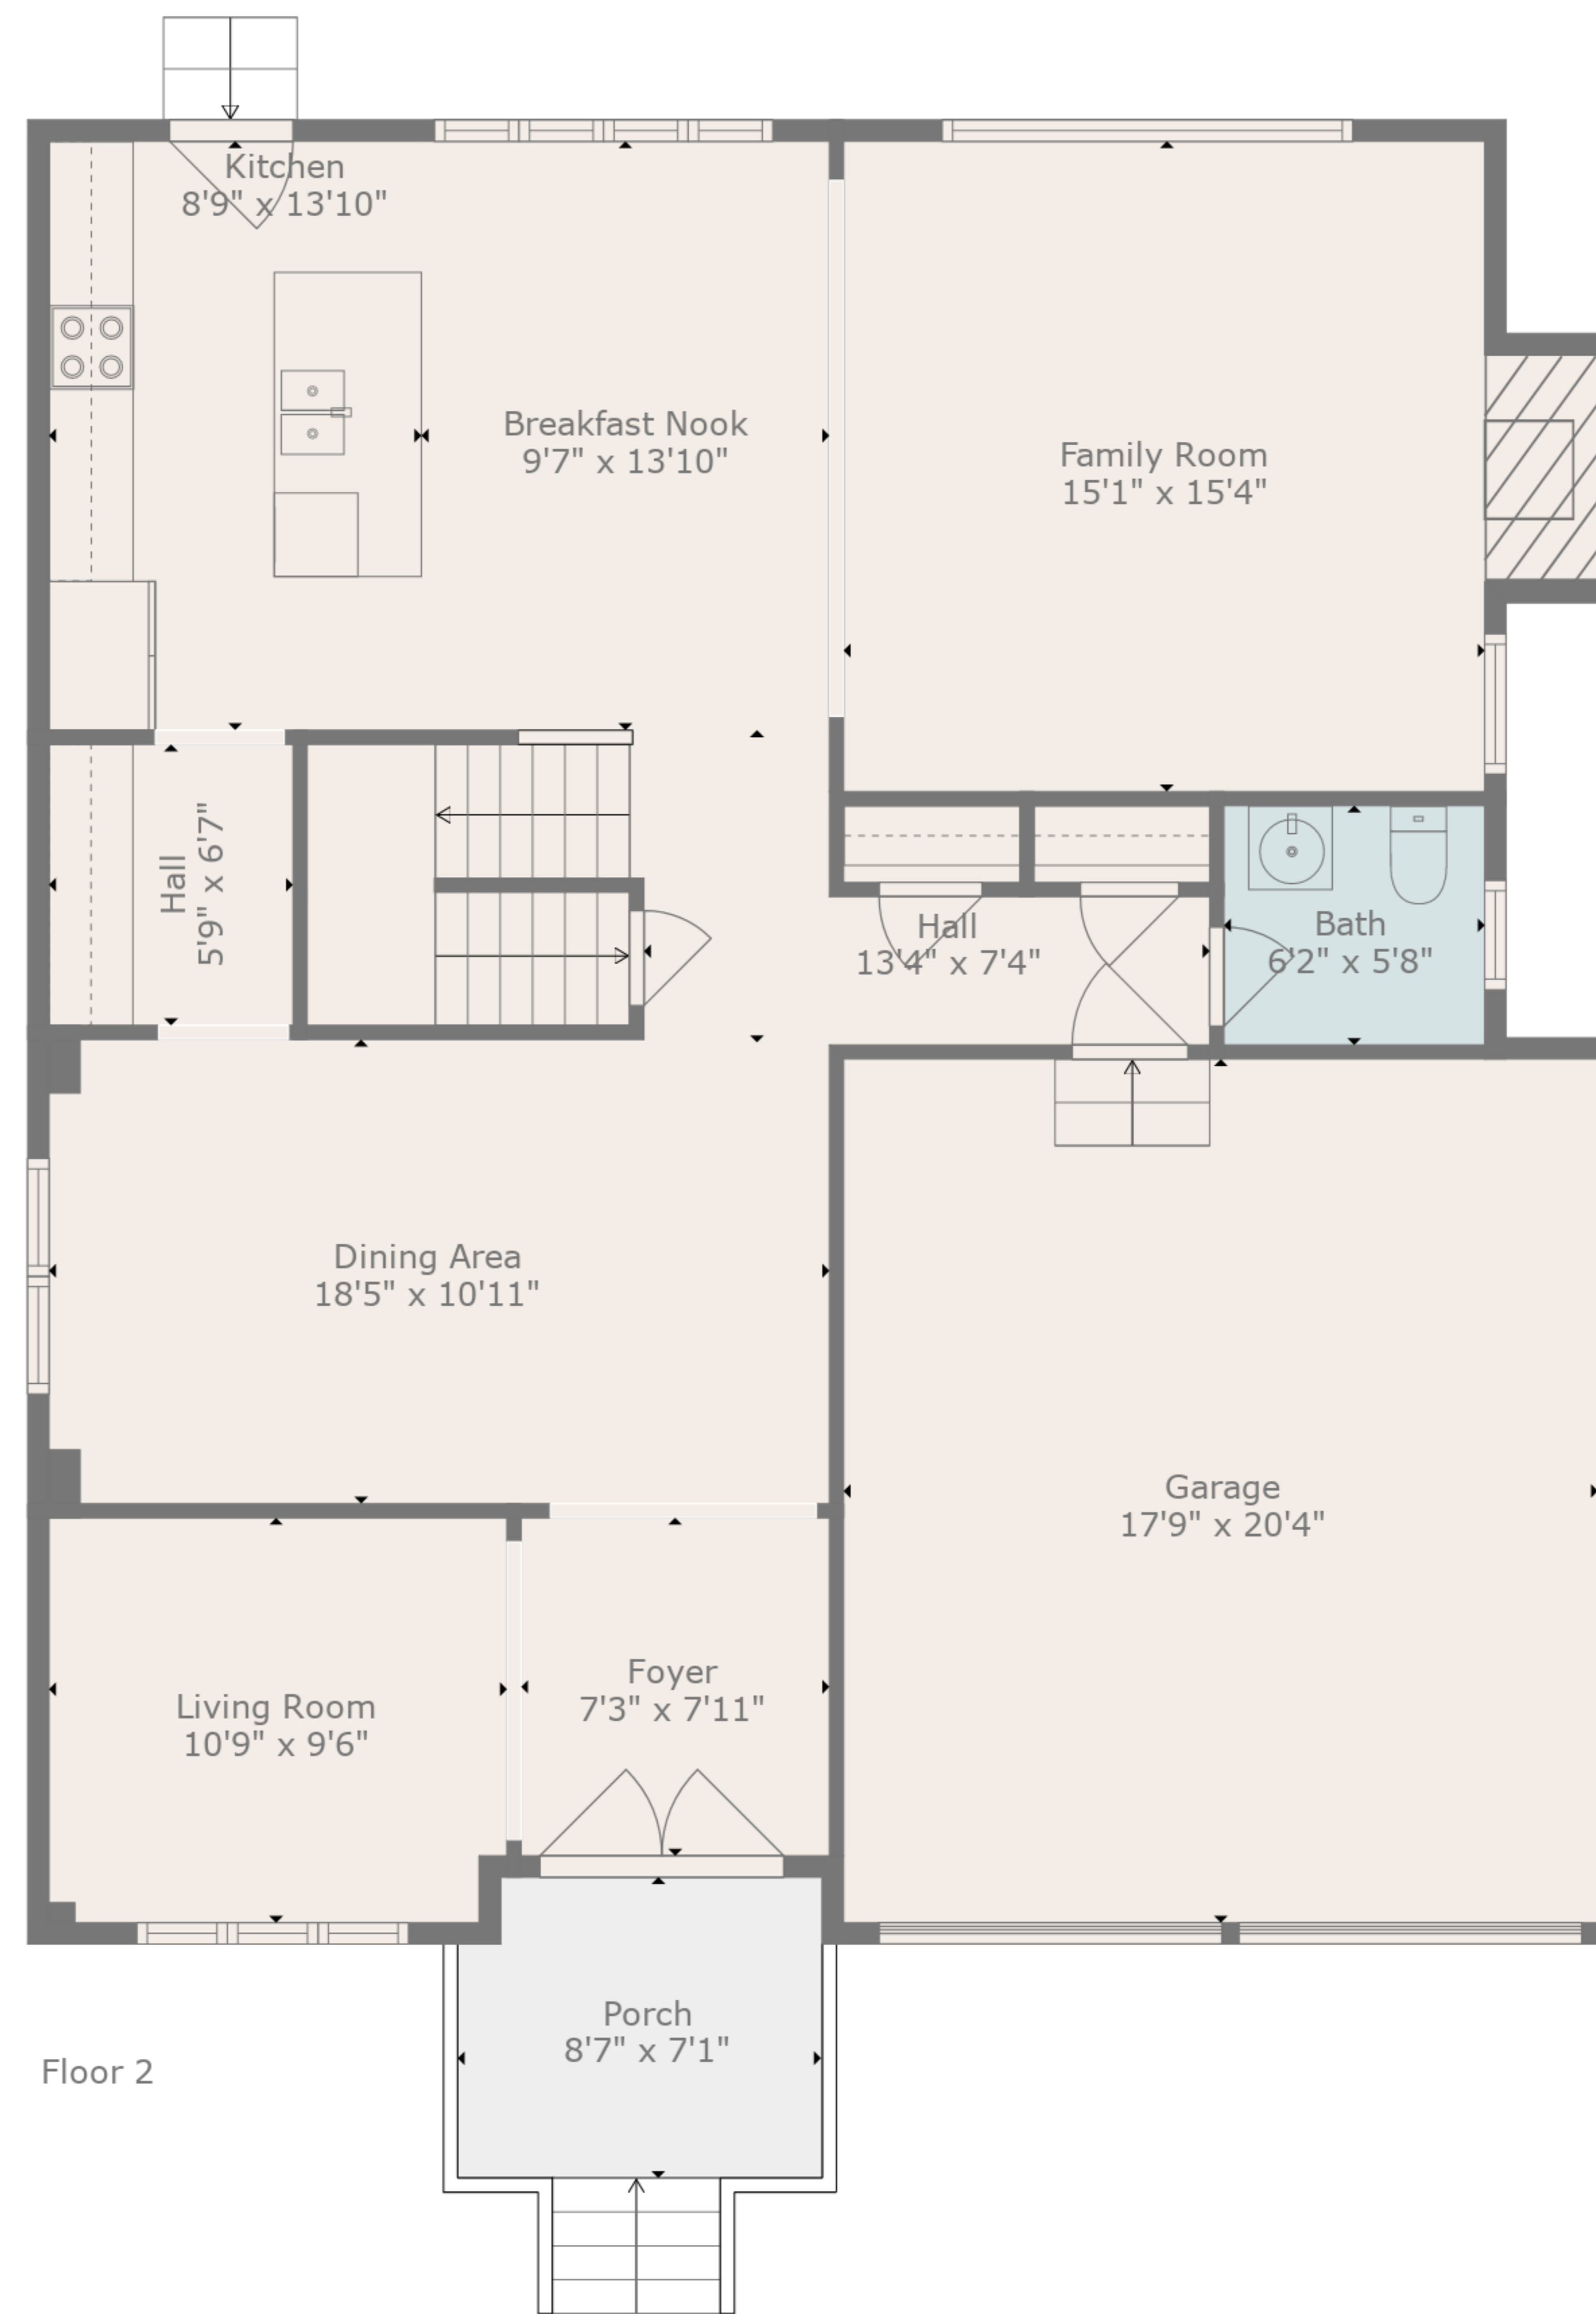 Kitchen
8'9" x 13'10"
Breakfast Nook
9'7" x 13'10"
Family Room
15'1" x 15'4"
Hall
5'9" x 6'7"
Hall
13'4" x 7'4"
Bath
6'2" x 5'8"
Dining Area
18'5" x 10'11"
Garage
17'9" x 20'4"
Foyer
7'3" x 7'11"
Living Room
10'9" x 9'6"
Porch
8'7" x 7'1"
Floor 2